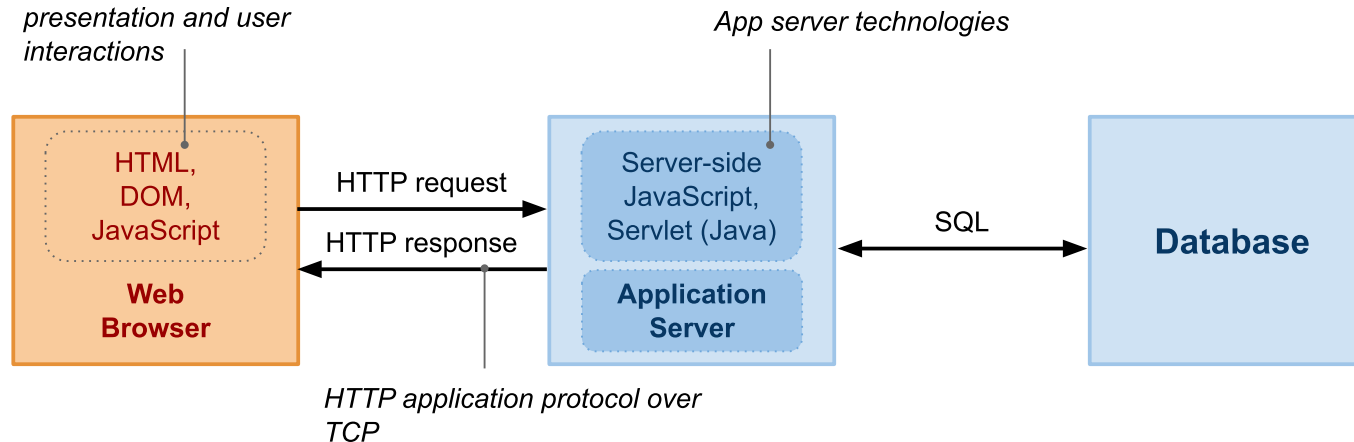 presentation and user
interactions
App server technologies
HTML,
DOM,
JavaScript
Web
Browser
HTTP request
HTTP response
HTTP application protocol over
TCP
Server-side
JavaScript,
Servlet (Java)
Application
Server
SQL
Database